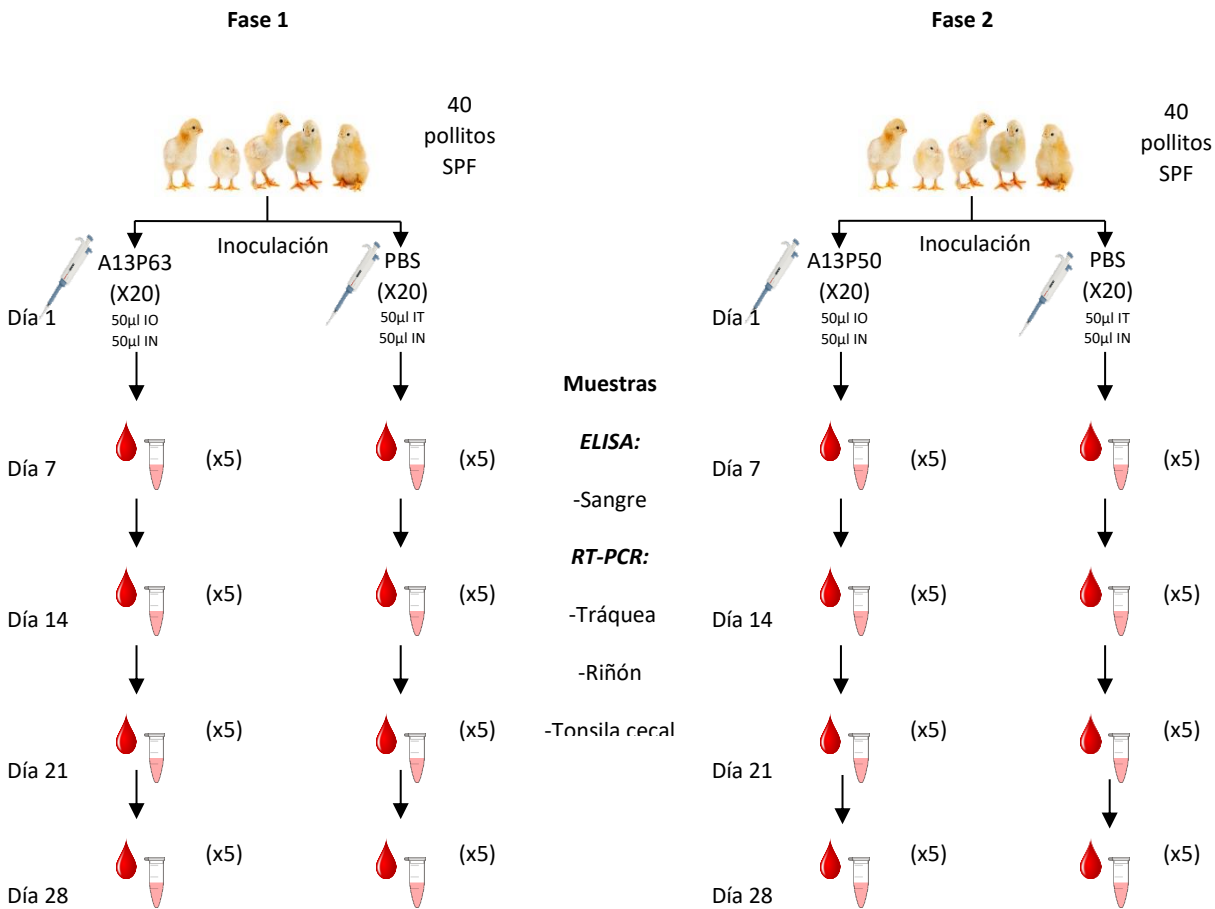 Fase 1
40
pollitos
SPF
Inoculación
A13P63
(X20)
50µl IO
50µl IN
PBS
(X20)
50µl IT
50µl IN
Día 1
Día 7
(x5)
(x5)
Día 14
(x5)
(x5)
Día 21
(x5)
(x5)
Día 28
(x5)
(x5)
Muestras
ELISA:
-Sangre
RT-PCR:
-Tráquea
-Riñón
-Tonsila cecal
Fase 2
40
pollitos
SPF
Inoculación
A13P50
(X20)
50µl IO
50µl IN
PBS
(X20)
50µl IT
50µl IN
Día 1
Día 7
(x5)
(x5)
Día 14
(x5)
(x5)
Día 21
(x5)
(x5)
Día 28
(x5)
(x5)